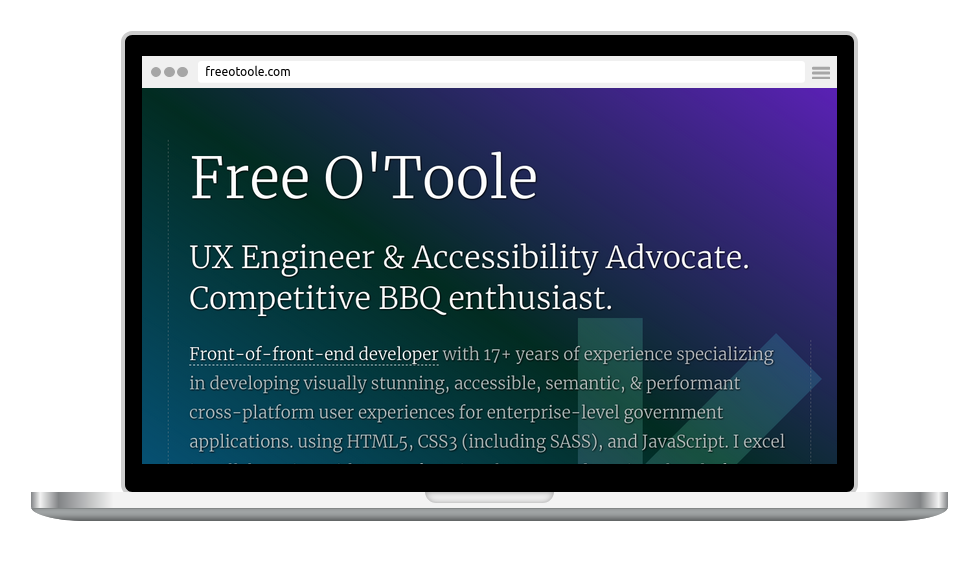 freeotoole.com
Free O'Toole
UX Engineer & Accessibility Advocate.
Competitive BBQ enthusiast.
Front-of-front-end developer with 17+ years of experience specializing
in developing visually stunning, accessible, semantic, & performant
cross-platform user experiences for enterprise-level government
applications. using HTML5, CSS3 (including SASS), and JavaScript. I excel